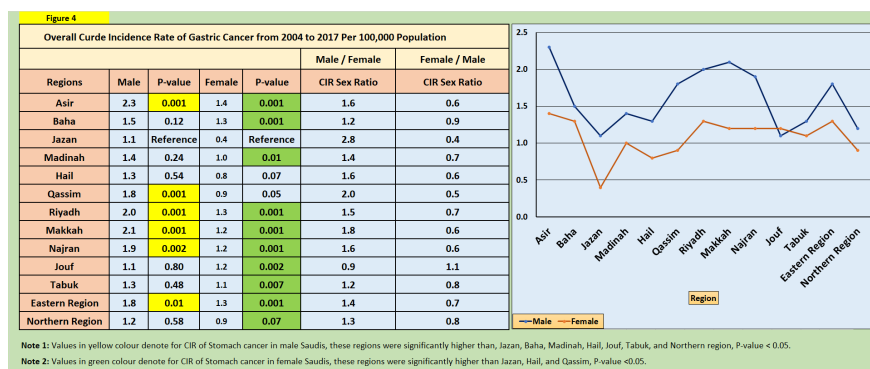 Figure 4
Overall Curde Incidence Rate of Gastric Cancer from 2004 to 2017 Per 100,000 Population
Male / Female Female / Male
Regions Male P-value Female P-value CIR Sex Ratio CIR Sex Ratio
Asir 2.3 0.001 1.4 0.001 1.6 0.6
Baha 1.5 0.12 1.3 0.001 1.2 0.9
Jazan 1.1 Reference 0.4 Reference 2.8 0.4
Madinah 1.4 0.24 1.0 0.01 1.4 0.7
Hail 1.3 0.54 0.8 0.07 1.6 0.6
Qassim 1.8 0.001 0.9 0.05 2.0 0.5
Riyadh 2.0 0.001 1.3 0.001 1.5 0.7
Makkah 2.1 0.001 1.2 0.001 1.8 0.6
Najran 1.9 0.002 1.2 0.001 1.6 0.6
Jouf 1.1 0.80 1.2 0.002 0.9 1.1
Tabuk 1.3 0.48 1.1 0.007 1.2 0.8
Eastern Region 1.8 0.01 1.3 0.001 1.4 0.7
Northern Region 1.2 0.58 0.9 0.07 1.3 0.8
2.5
2.0
1.5
1.0
0.5
0.0
Asir Baha Jazan Madinah Hail Qassim Riyadh Makkah Najran Jouf Tabuk Eastern Region Northern Region
Region
Male Female
Note 1: Values in yellow colour denote for CIR of Stomach cancer in male Saudis, these regions were significantly higher than, Jazan, Baha, Madinah, Hail, Jouf, Tabuk, and Northern region, P-value < 0.05.
Note 2: Values in green colour denote for CIR of Stomach cancer in female Saudis, these regions were significantly higher than Jazan, Hail, and Qassim, P-value <0.05.